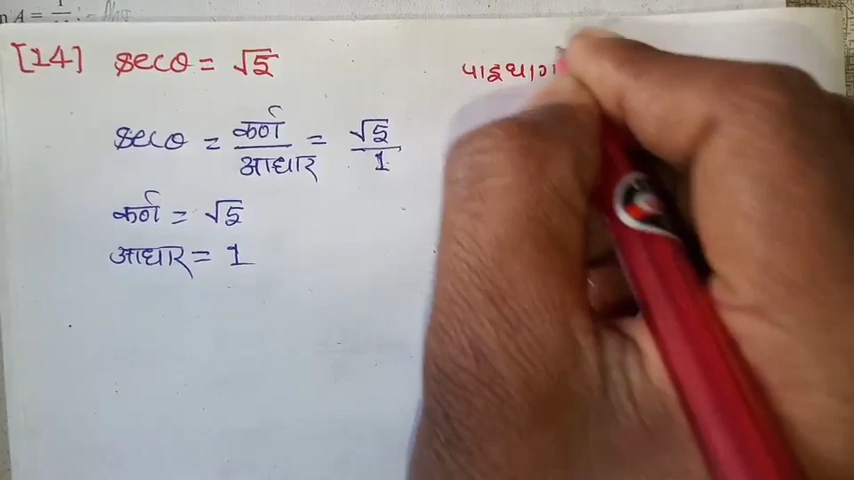 n A =
[14] secθ = √5
पाइथाग
secθ = कर्ण/आधार = √5/1
कर्ण = √5
आधार = 1